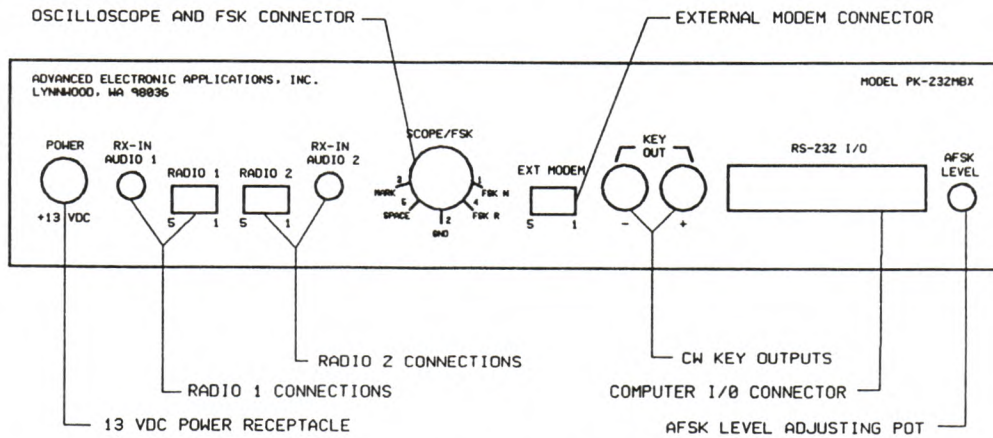 OSCILLOSCOPE AND FSK CONNECTOR
EXTERNAL MODEM CONNECTOR
ADVANCED ELECTRONIC APPLICATIONS, INC.
LYNNWOOD, WA 98036
MODEL PK-232MBX
POWER
+13 VDC
RX-IN
AUDIO 1
RADIO 1
5 1
RADIO 2
5 1
RX-IN
AUDIO 2
SCOPE/FSK
3
MARK
5
SPACE
2
GND
1
FSK N
4
FSK R
EXT MODEM
5 1
KEY
OUT
- +
RS-232 I/O
AFSK
LEVEL
RADIO 2 CONNECTIONS
RADIO 1 CONNECTIONS
13 VDC POWER RECEPTACLE
CW KEY OUTPUTS
COMPUTER I/0 CONNECTOR
AFSK LEVEL ADJUSTING POT